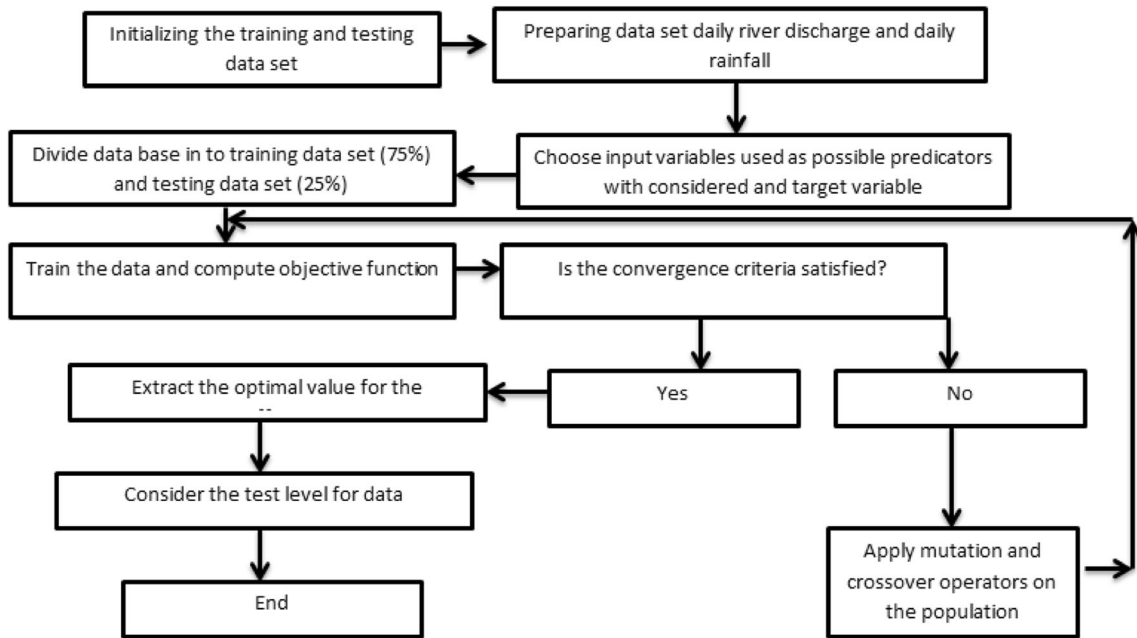 Initializing the training and testing
data set
Preparing data set daily river discharge and daily
rainfall
Choose input variables used as possible predicators
with considered and target variable
Divide data base in to training data set (75%)
and testing data set (25%)
Train the data and compute objective function
Is the convergence criteria satisfied?
Yes
No
Extract the optimal value for the
Consider the test level for data
End
Apply mutation and
crossover operators on
the population